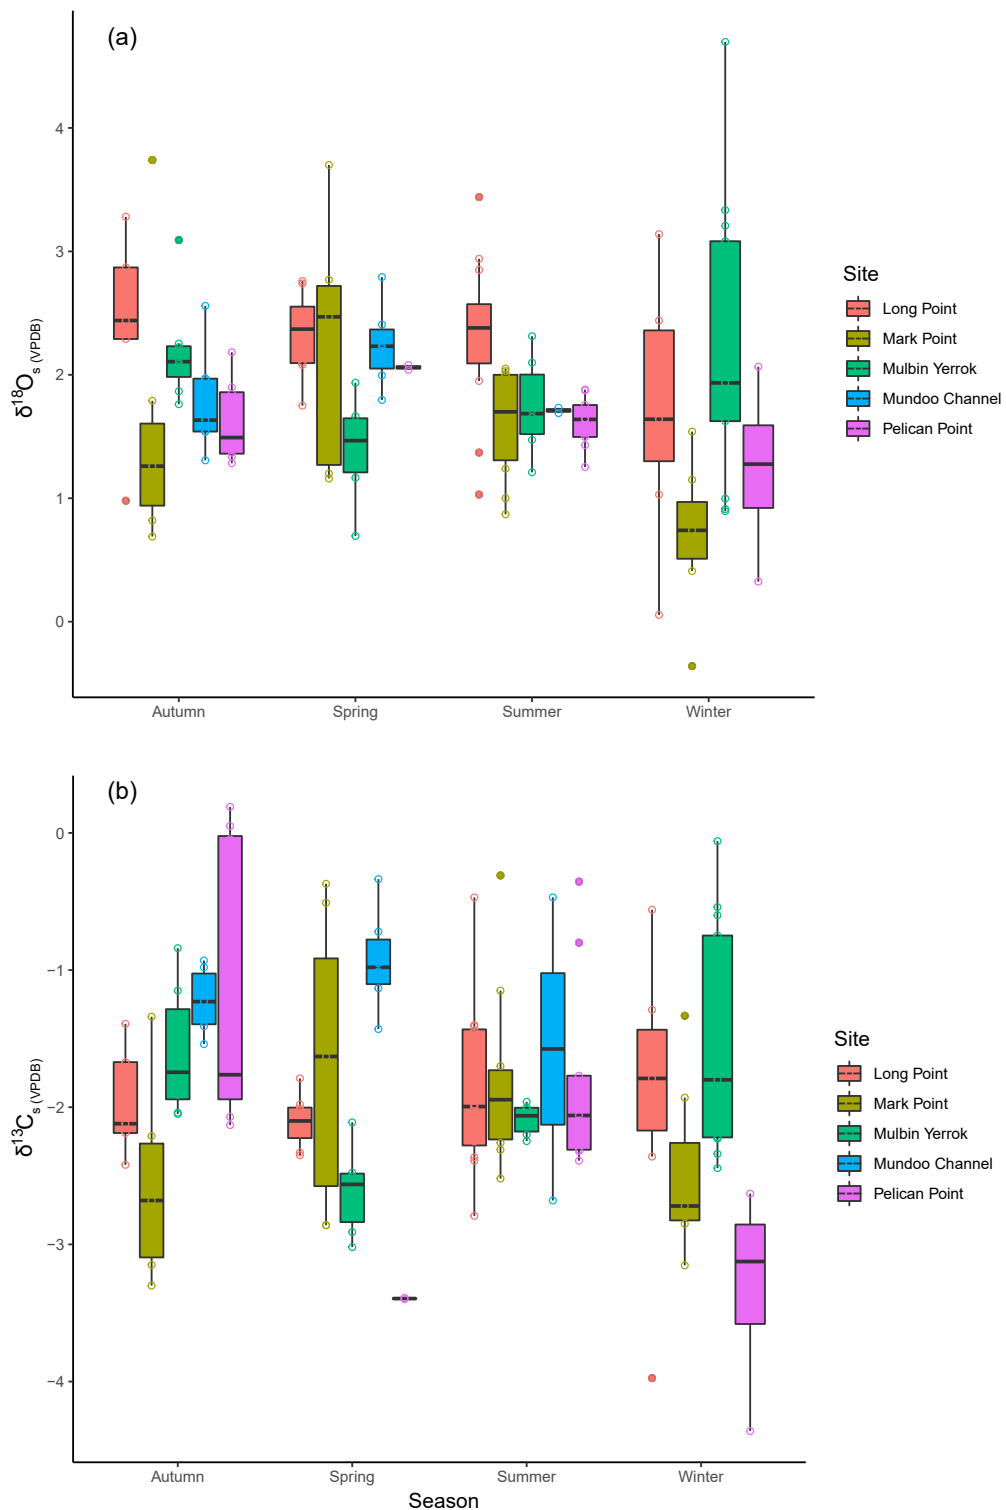 (a)
4
3
2
1
0
δ18Os (VPDB)
Autumn Spring Summer Winter
Site
Long Point
Mark Point
Mulbin Yerrok
Mundoo Channel
Pelican Point
(b)
0
−1
−2
−3
−4
δ13Cs (VPDB)
Autumn Spring Summer Winter
Season
Site
Long Point
Mark Point
Mulbin Yerrok
Mundoo Channel
Pelican Point